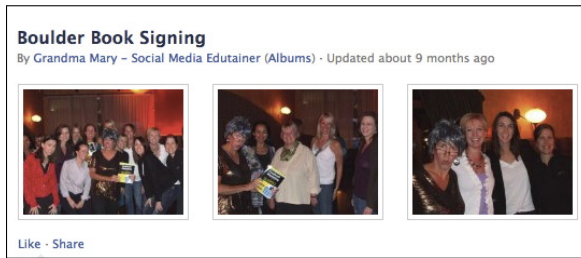 Boulder Book Signing
By Grandma Mary – Social Media Edutainer (Albums) · Updated about 9 months ago
Like · Share